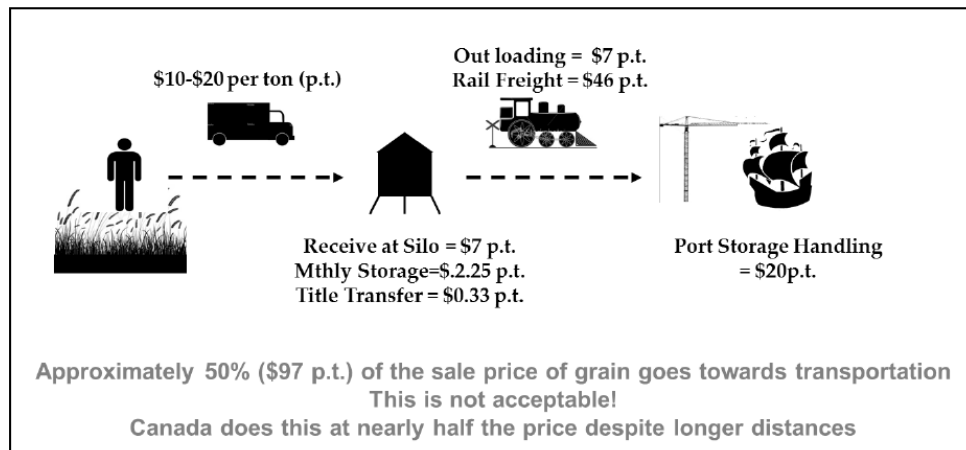 $10-$20 per ton (p.t.)
Out loading = $7 p.t.
Rail Freight = $46 p.t.
Receive at Silo = $7 p.t.
Mthly Storage=$.2.25 p.t.
Title Transfer = $0.33 p.t.
Port Storage Handling
= $20p.t.
Approximately 50% ($97 p.t.) of the sale price of grain goes towards transportation
This is not acceptable!
Canada does this at nearly half the price despite longer distances